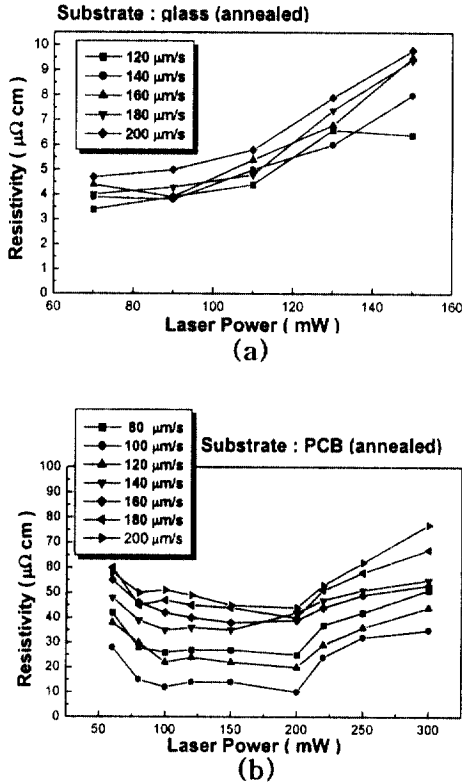 Substrate : glass (annealed)
120 μm/s
140 μm/s
160 μm/s
180 μm/s
200 μm/s
Resistivity ( μΩ cm )
10
9
8
7
6
5
4
3
2
1
0
60 80 100 120 140 160
Laser Power ( mW )
(a)
80 μm/s
100 μm/s
120 μm/s
140 μm/s
160 μm/s
180 μm/s
200 μm/s
Substrate : PCB (annealed)
Resistivity ( μΩ cm )
100
90
80
70
60
50
40
30
20
10
0
50 100 150 200 250 300
Laser Power ( mW )
(b)